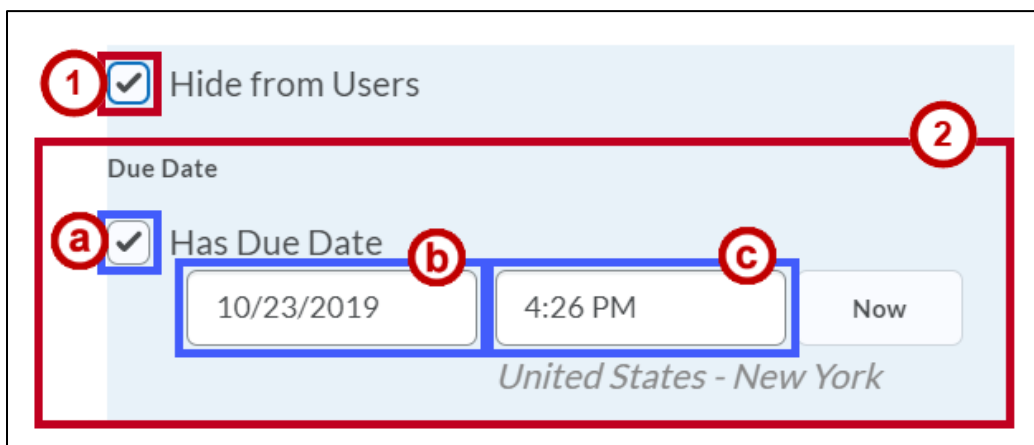 1 Hide from Users
2
Due Date
a Has Due Date
b c
10/23/2019 4:26 PM Now
United States - New York